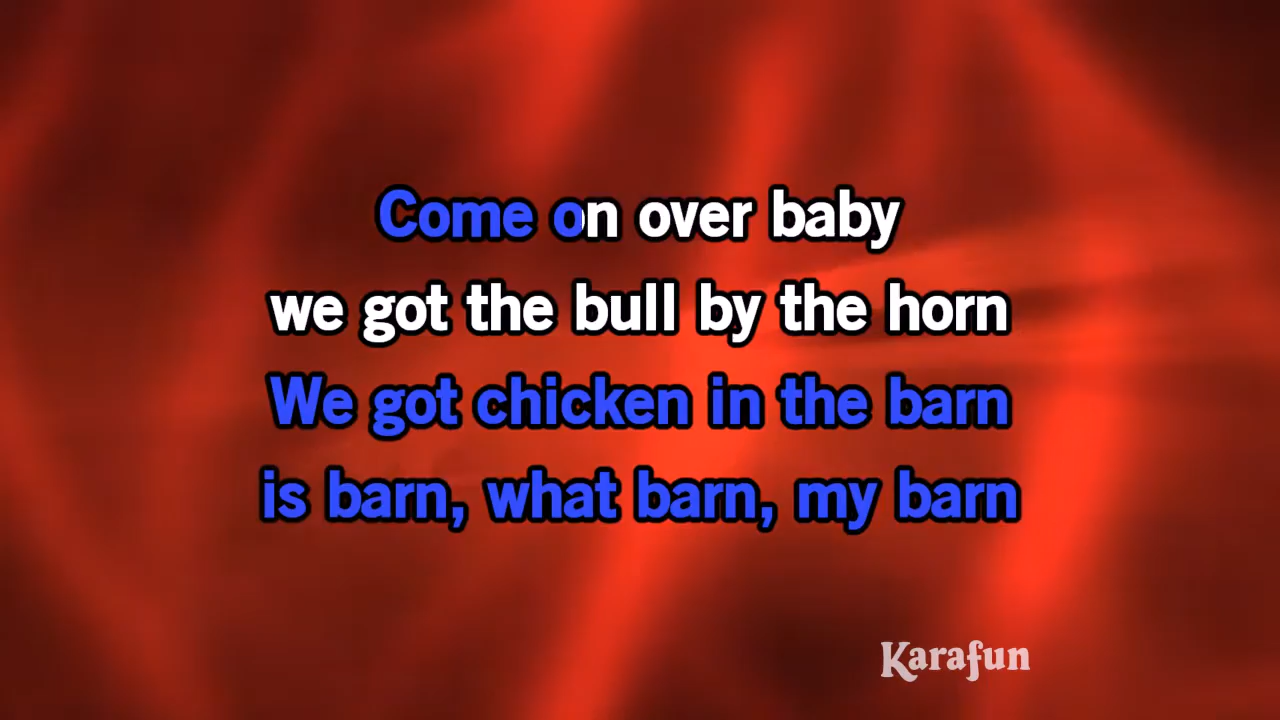 Come on over baby
we got the bull by the horn
We got chicken in the barn
is barn, what barn, my barn
Karafun